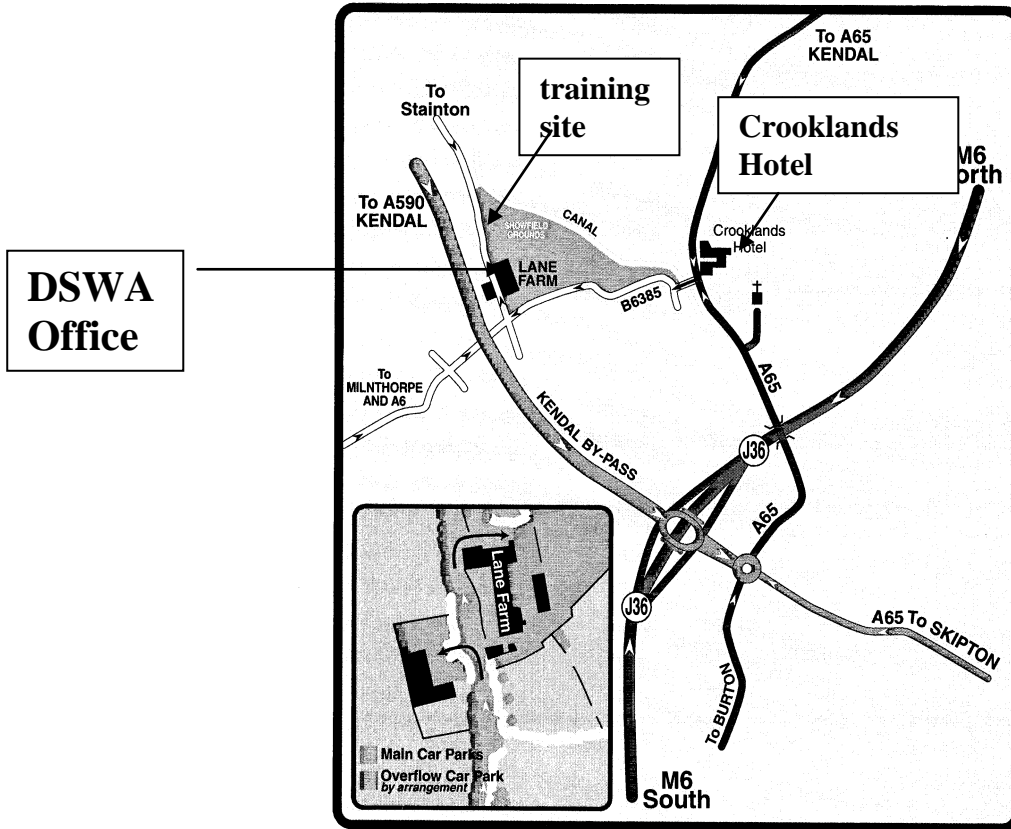 To A65
KENDAL
training
site
To
Stainton
Crooklands
Hotel
M6
orth
To A590
KENDAL
SHOWFIELD
GROUNDS
CANAL
Crooklands
Hotel
LANE
FARM
DSWA
Office
B6385
To
MILNTHORPE
AND A6
A65
KENDAL BY-PASS
J36
A65
Lane Farm
J36
A65 To SKIPTON
To BURTON
Main Car Parks
Overflow Car Park
by arrangement
M6
South